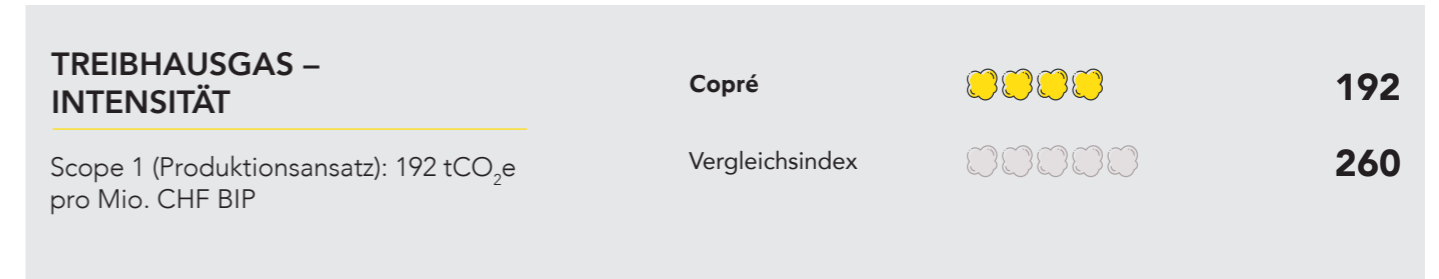 TREIBHAUSGAS –
INTENSITÄT
Scope 1 (Produktionsansatz): 192 tCO₂e
pro Mio. CHF BIP
Copré 192
Vergleichsindex 260